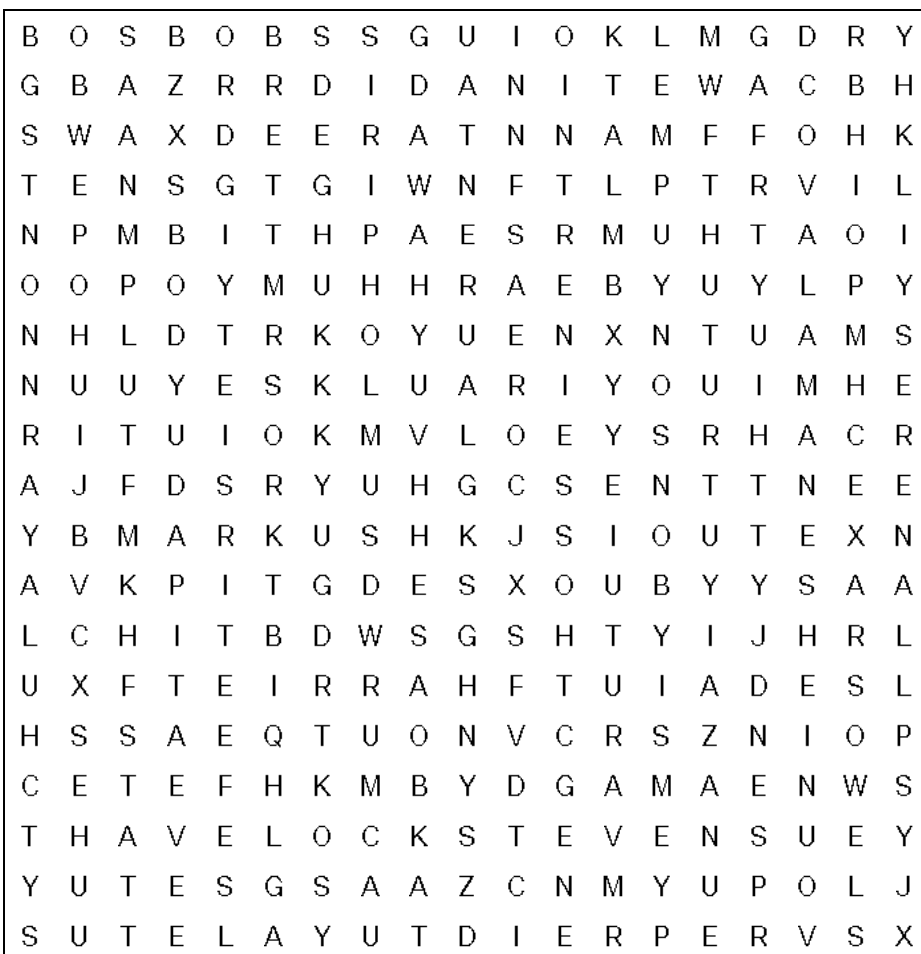 B O S B O B S S G U I O K L M G D R Y
G B A Z R R D I D A N I T E W A C B H
S W A X D E E R A T N N A M F F O H K
T E N S G T G I W N F T L P T R V I L
N P M B I T H P A E S R M U H T A O I
O O P O Y M U H H R A E B Y U Y L P Y
N H L D T R K O Y U E N X N T U A M S
N U U Y E S K L U A R I Y O U I M H E
R I T U I O K M V L O E Y S R H A C R
A J F D S R Y U H G C S E N T T N E E
Y B M A R K U S H K J S I O U T E X N
A V K P I T G D E S X O U B Y Y S A A
L C H I T B D W S G S H T Y I J H R L
U X F T E I R R A H F T U I A D E S L
H S S A E Q T U O N V C R S Z N I O P
C E T E F H K M B Y D G A M A E N W S
T H A V E L O C K S T E V E N S U E Y
Y U T E S G S A A Z C N M Y U P O L J
S U T E L A Y U T D I E R P E R V S X